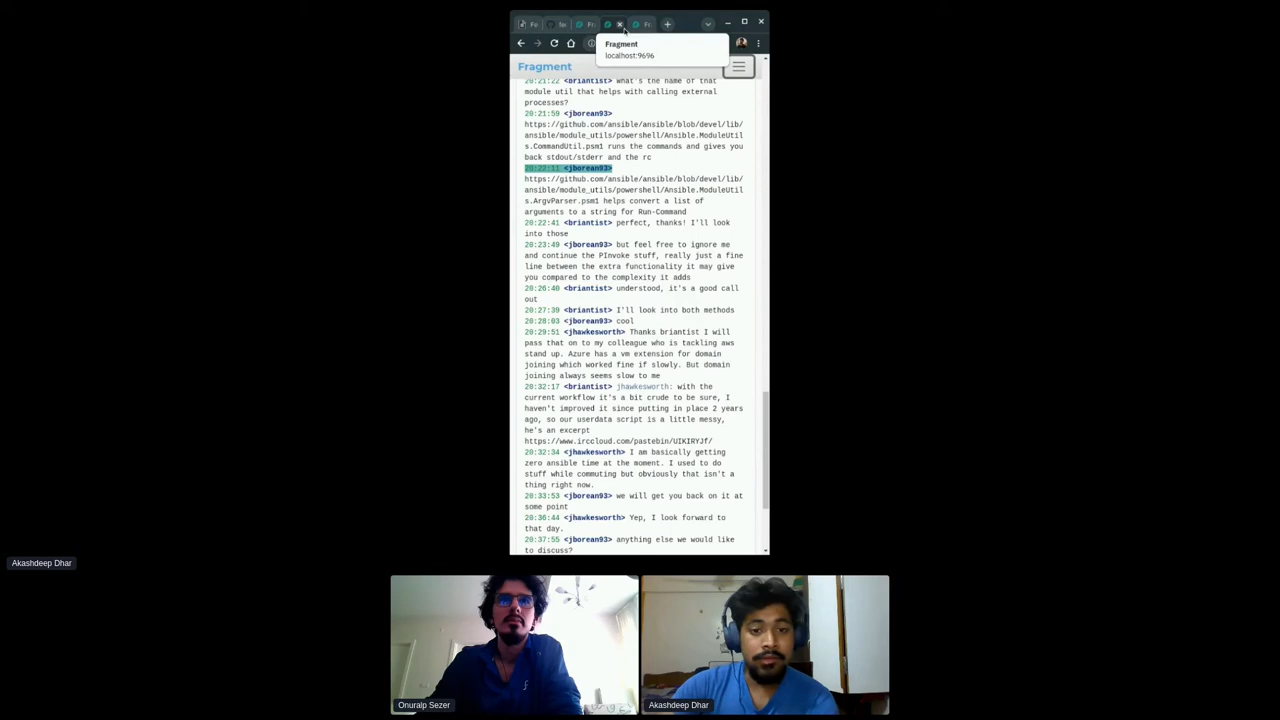 Fe
fe
Fr
Fr
Fragment
localhost:9696
Fragment
20:21:22 <briantist> what's the name of that
module util that helps with calling external
processes?
20:21:59 <jborean93>
https://github.com/ansible/ansible/blob/devel/lib/
ansible/module_utils/powershell/Ansible.ModuleUtil
s.CommandUtil.psm1 runs the commands and gives you
back stdout/stderr and the rc
20:22:11 <jborean93>
https://github.com/ansible/ansible/blob/devel/lib/
ansible/module_utils/powershell/Ansible.ModuleUtil
s.ArgvParser.psm1 helps convert a list of
arguments to a string for Run-Command
20:22:41 <briantist> perfect, thanks! I'll look
into those
20:23:49 <jborean93> but feel free to ignore me
and continue the PInvoke stuff, really just a fine
line between the extra functionality it may give
you compared to the complexity it adds
20:26:40 <briantist> understood, it's a good call
out
20:27:39 <briantist> I'll look into both methods
20:28:03 <jborean93> cool
20:29:51 <jhawkesworth> Thanks briantist I will
pass that on to my colleague who is tackling aws
stand up. Azure has a vm extension for domain
joining which worked fine if slowly. But domain
joining always seems slow to me
20:32:17 <briantist> jhawkesworth: with the
current workflow it's a bit crude to be sure, I
haven't improved it since putting in place 2 years
ago, so our userdata script is a little messy,
he's an excerpt
https://www.irccloud.com/pastebin/UIKIRYJf/
20:32:34 <jhawkesworth> I am basically getting
zero ansible time at the moment. I used to do
stuff while commuting but obviously that isn't a
thing right now.
20:33:53 <jborean93> we will get you back on it at
some point
20:36:44 <jhawkesworth> Yep, I look forward to
that day.
20:37:55 <jborean93> anything else we would like
to discuss?
Akashdeep Dhar
Onuralp Sezer
Akashdeep Dhar